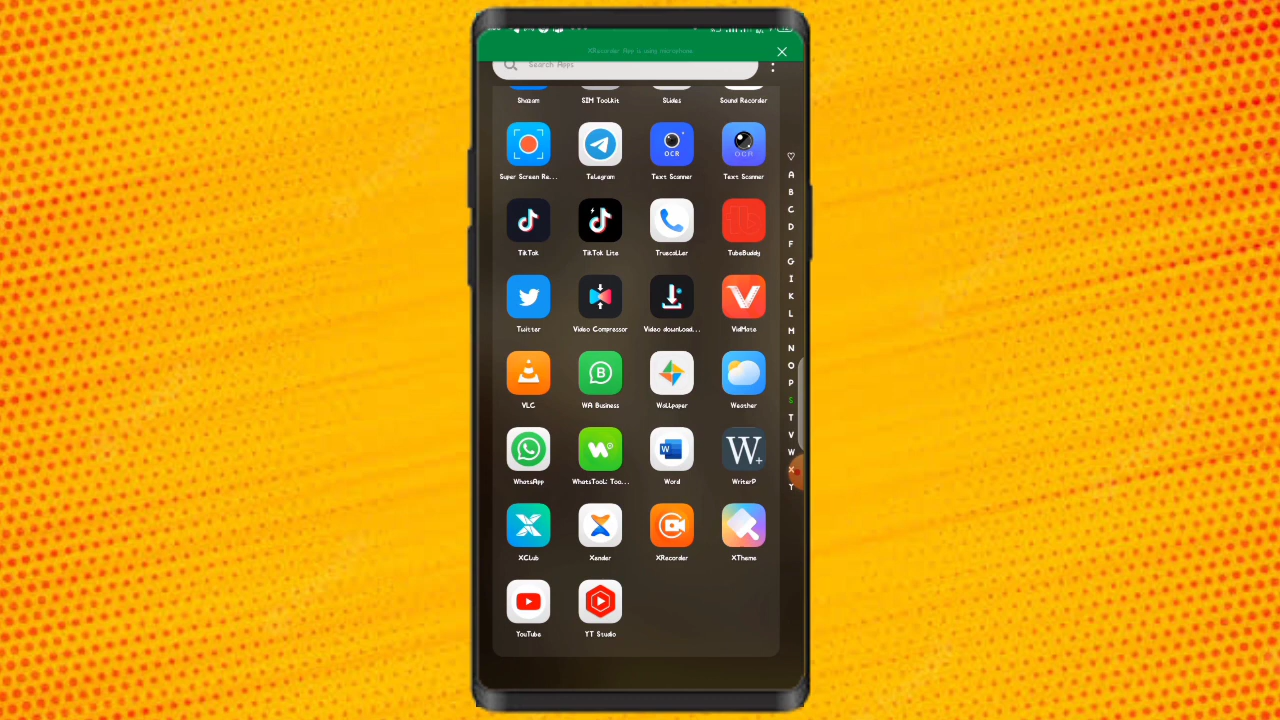 XRecorder App is using microphone
Search Apps
Shazam SIM Toolkit Slides Sound Recorder
OCR OCR
Super Screen Re... Telegram Text Scanner Text Scanner
TikTok TikTok Lite Truecaller TubeBuddy
Twitter Video Compressor Video downLoad... VidMate
B
VLC WA Business Wallpaper Weather
W W+
WhatsApp WhatsTool: Too... Word WriterP
XClub Xender XRecorder XTheme
YouTube YT Studio
A
B
C
D
F
G
I
K
L
M
N
O
P
S
T
V
W
X
Y